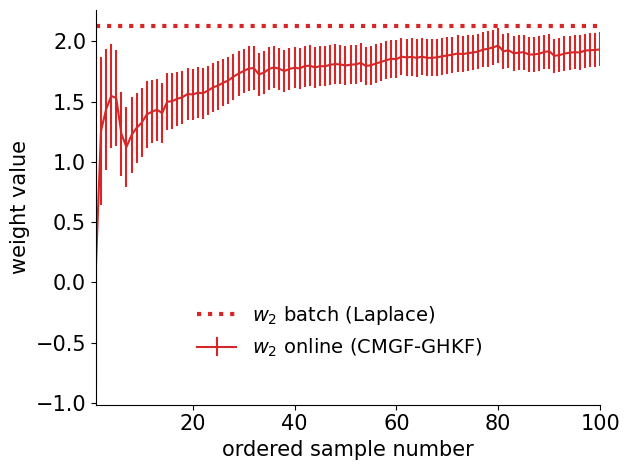 2.0
1.5
1.0
0.5
0.0
−0.5
−1.0
weight value
w₂ batch (Laplace)
w₂ online (CMGF-GHKF)
20 40 60 80 100
ordered sample number